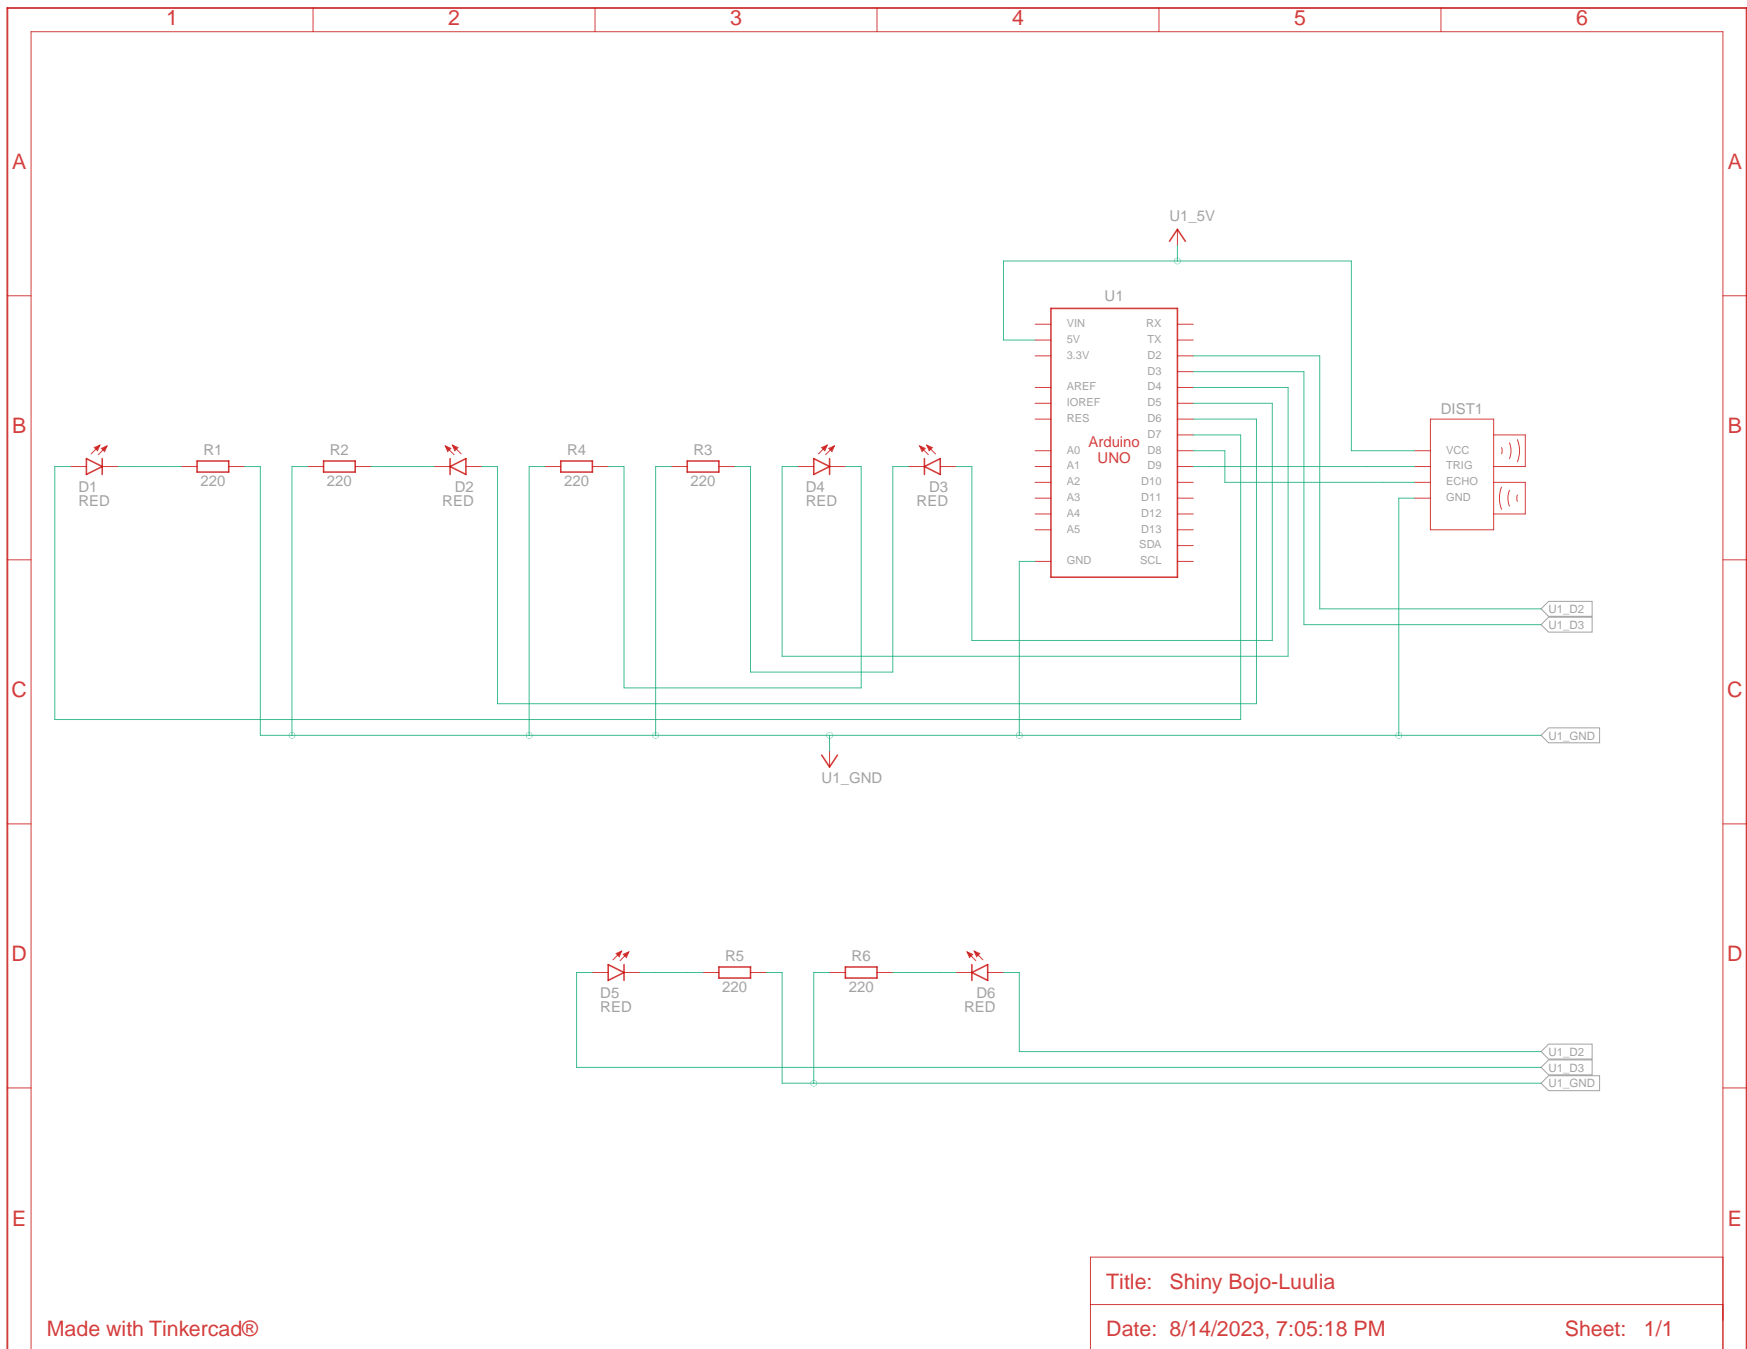 1 2 3 4 5 6
A A
U1_5V
U1
VIN RX
5V TX
3.3V D2
D3
AREF D4
IOREF D5
RES D6
D7
A0 D8
A1 D9
A2 D10
A3 D11
A4 D12
A5 D13
SDA
GND SCL
Arduino
UNO
DIST1
VCC
TRIG
ECHO
GND
B B
R1 R2 R4 R3
220 220 220 220
D1 D2 D4 D3
RED RED RED RED
U1_D2
U1_D3
C C
U1_GND
U1_GND
D D
R5 R6
220 220
D5 D6
RED RED
U1_D2
U1_D3
U1_GND
E E
Title: Shiny Bojo-Luulia
Made with Tinkercad®
Date: 8/14/2023, 7:05:18 PM Sheet: 1/1